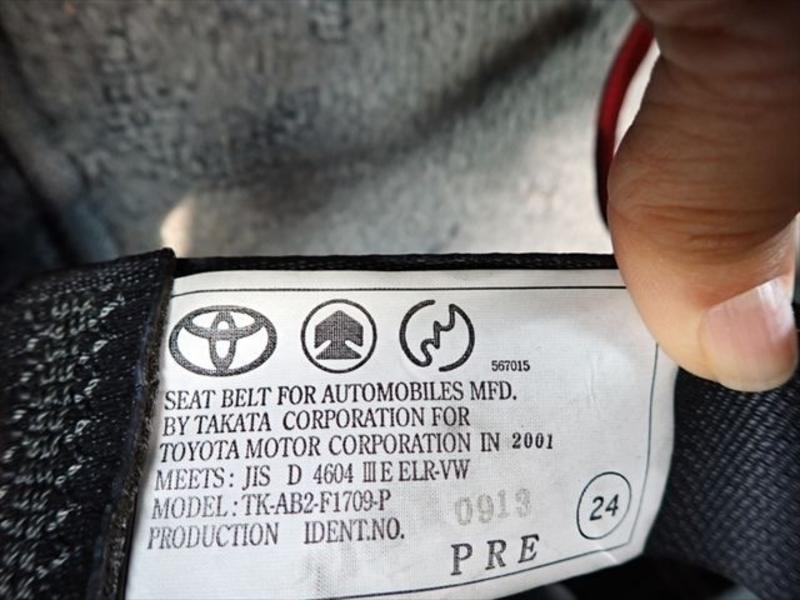 567015
SEAT BELT FOR AUTOMOBILES MFD.
BY TAKATA CORPORATION FOR
TOYOTA MOTOR CORPORATION IN 2001
MEETS: JIS D 4604 ⅢE ELR-VW
MODEL: TK-AB2-F1709-P
PRODUCTION IDENT.NO. 0913
24
PRE